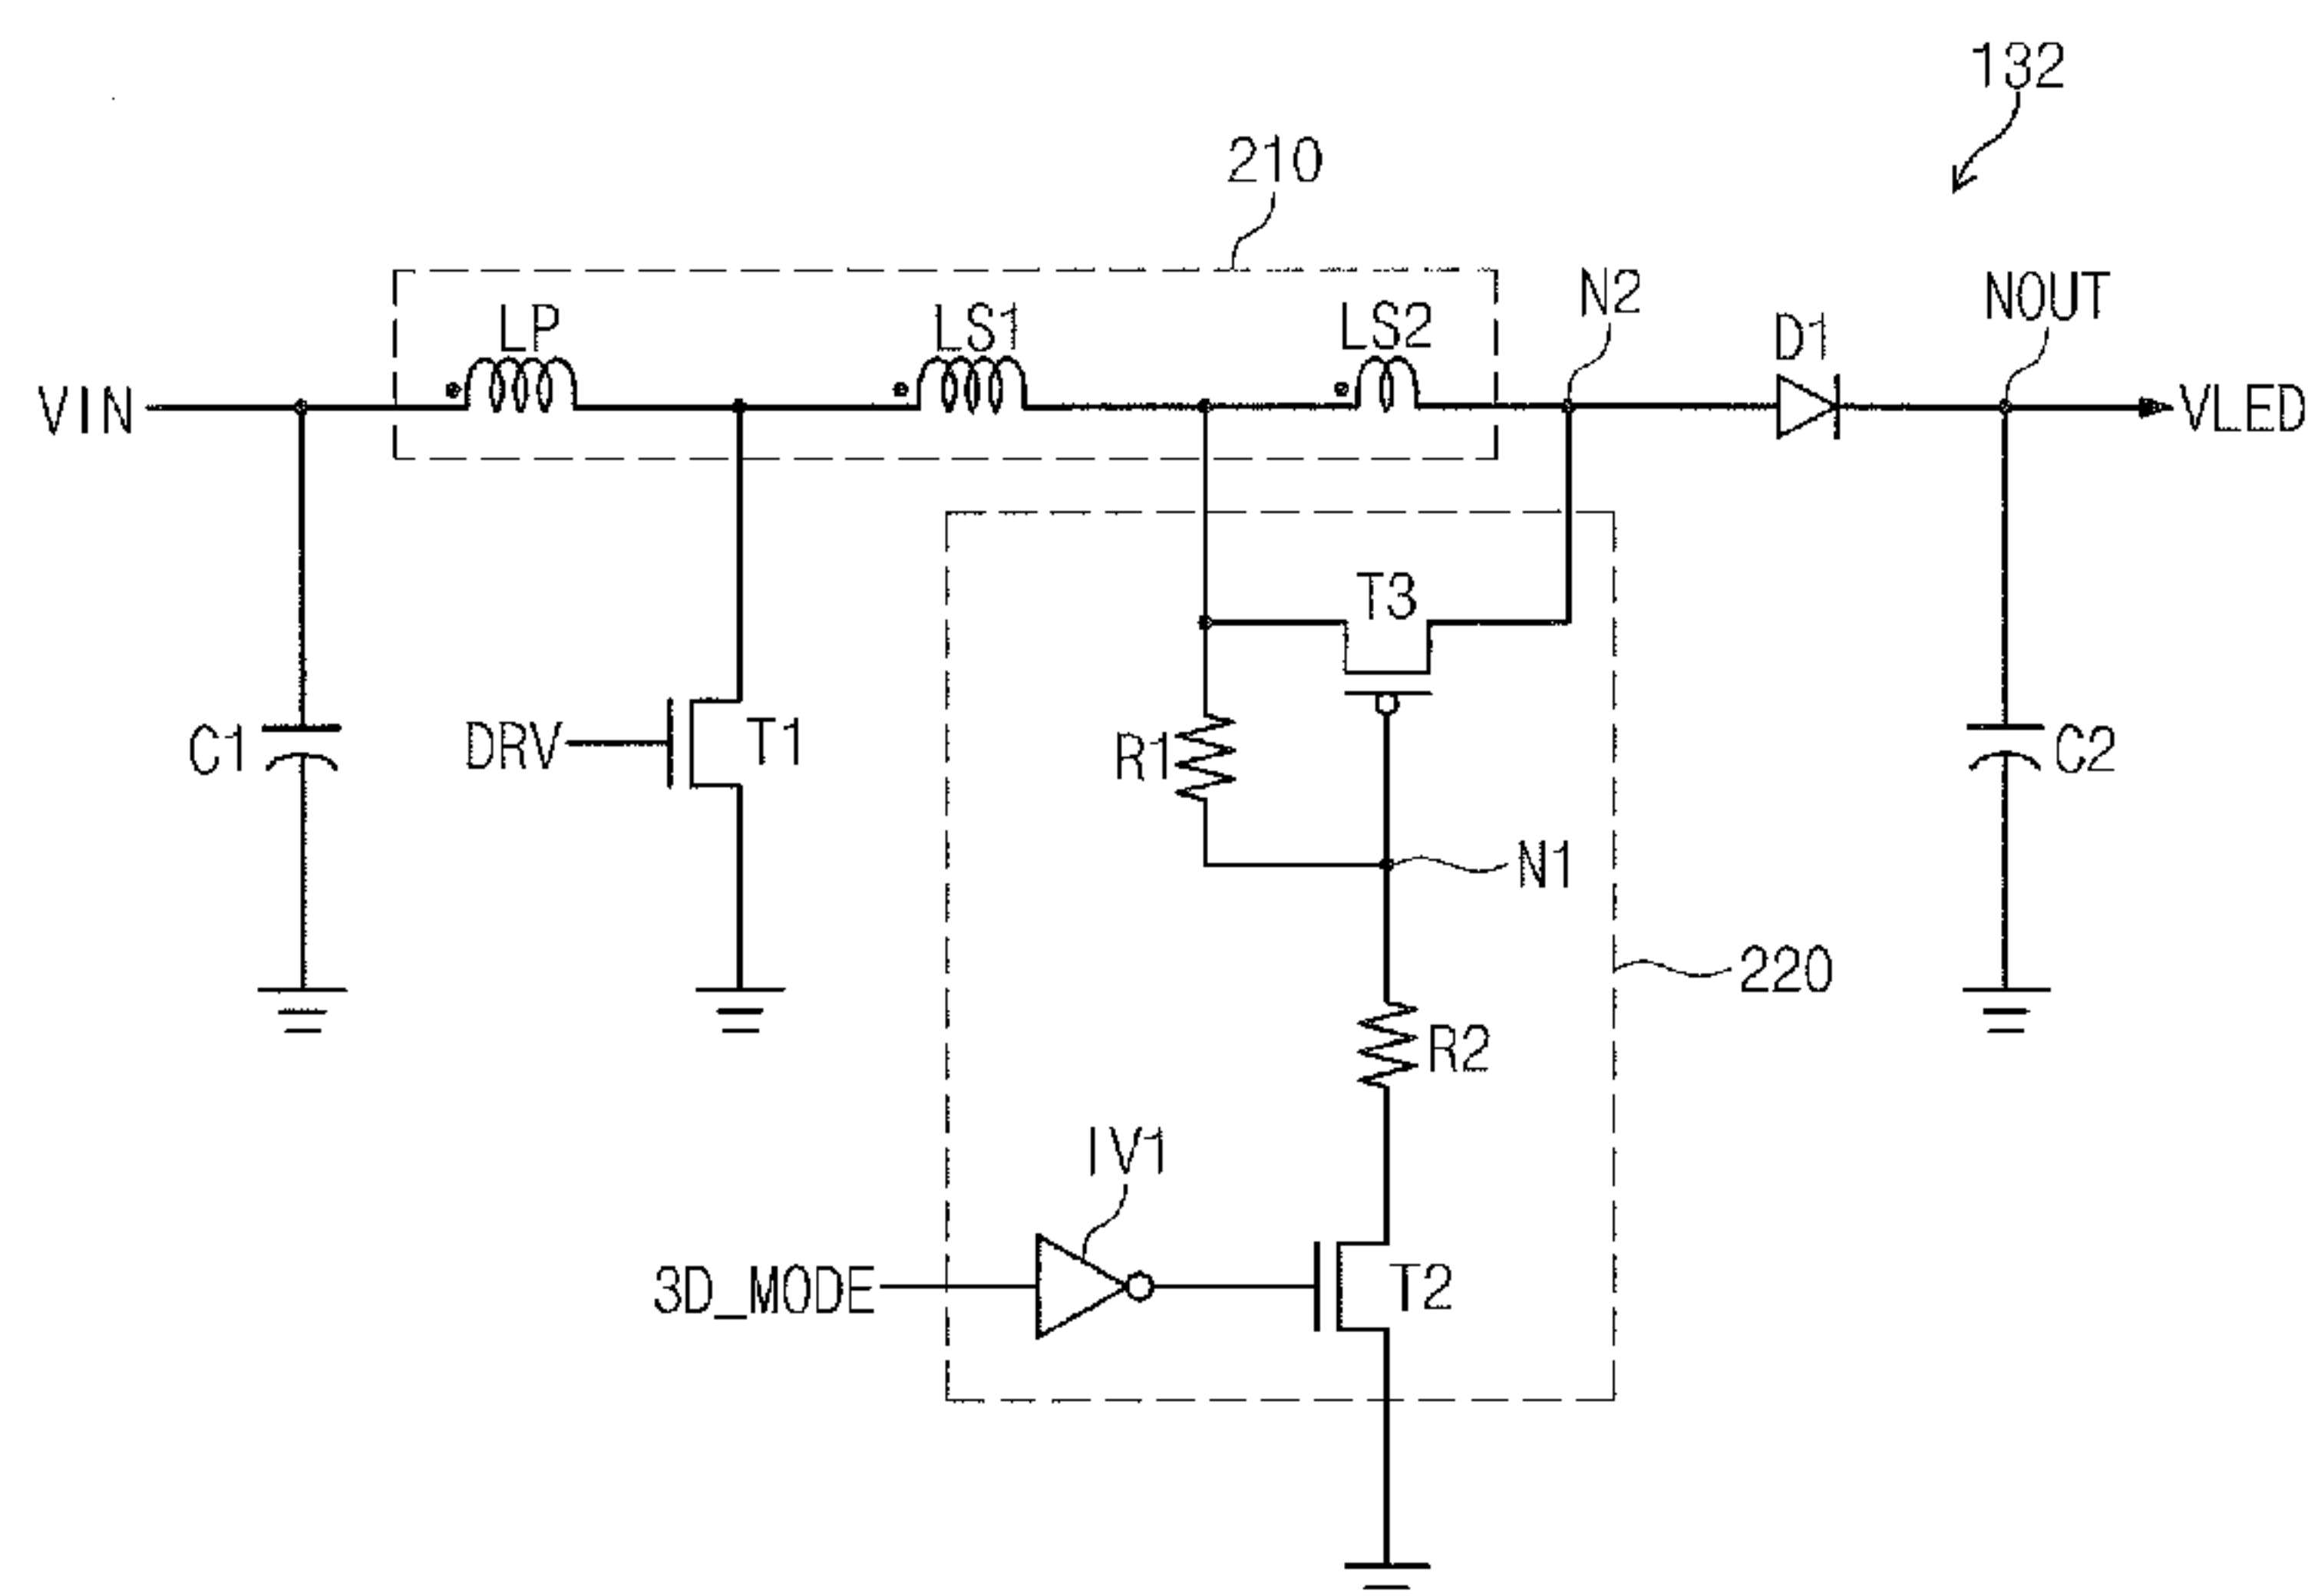 132
210
LP
LS1
LS2
N2
D1
NOUT
VIN
VLED
T3
C1
DRV
T1
R1
C2
N1
220
R2
IV1
3D_MODE
T2